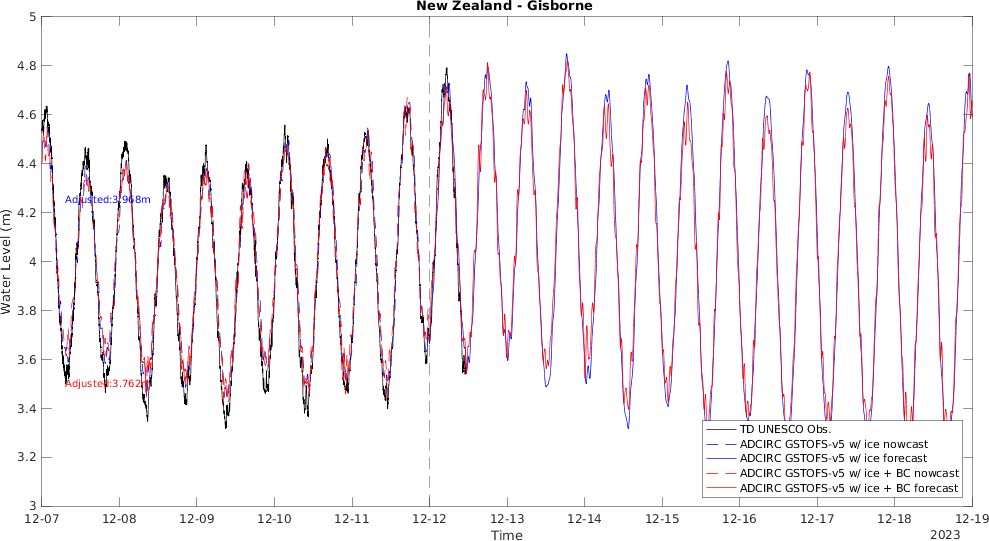 New Zealand - Gisborne
5
4.8
4.6
4.4
4.2
4
3.8
3.6
3.4
3.2
3
Water Level (m)
Adjusted:3.968m
Adjusted:3.762m
TD UNESCO Obs.
ADCIRC GSTOFS-v5 w/ ice nowcast
ADCIRC GSTOFS-v5 w/ ice forecast
ADCIRC GSTOFS-v5 w/ ice + BC nowcast
ADCIRC GSTOFS-v5 w/ ice + BC forecast
12-07 12-08 12-09 12-10 12-11 12-12 12-13 12-14 12-15 12-16 12-17 12-18 12-19
Time
2023